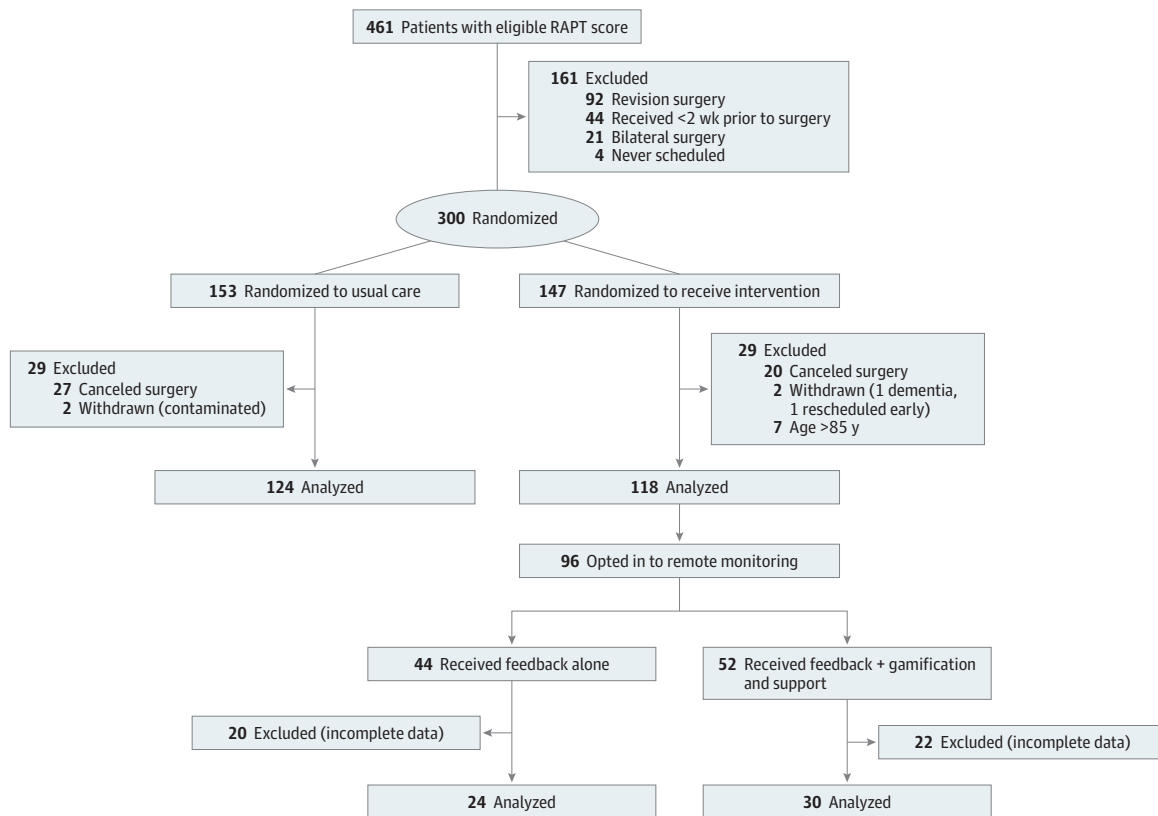 461 Patients with eligible RAPT score
161 Excluded
92 Revision surgery
44 Received <2 wk prior to surgery
21 Bilateral surgery
4 Never scheduled
300 Randomized
153 Randomized to usual care
147 Randomized to receive intervention
29 Excluded
27 Canceled surgery
2 Withdrawn (contaminated)
29 Excluded
20 Canceled surgery
2 Withdrawn (1 dementia,
1 rescheduled early)
7 Age >85 y
124 Analyzed
118 Analyzed
96 Opted in to remote monitoring
44 Received feedback alone
52 Received feedback + gamification
and support
20 Excluded (incomplete data)
22 Excluded (incomplete data)
24 Analyzed
30 Analyzed